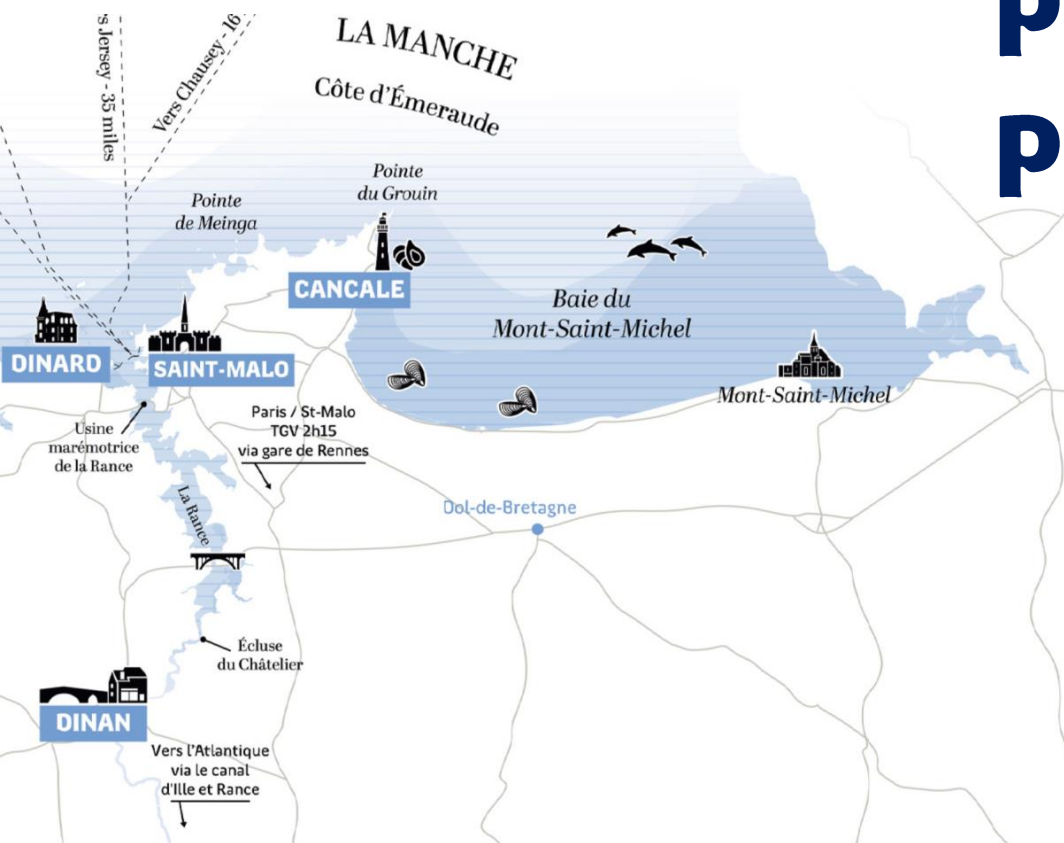 p
p
LA MANCHE
Côte d'Émeraude
s Jersey - 35 miles
Vers Chausey - 16
Pointe
du Grouin
Pointe
de Meinga
CANCALE
Baie du
Mont-Saint-Michel
DINARD
SAINT-MALO
Mont-Saint-Michel
Usine
marémotrice
de la Rance
Paris / St-Malo
TGV 2h15
via gare de Rennes
La Rance
Dol-de-Bretagne
Écluse
du Châtelier
DINAN
Vers l'Atlantique
via le canal
d'Ille et Rance